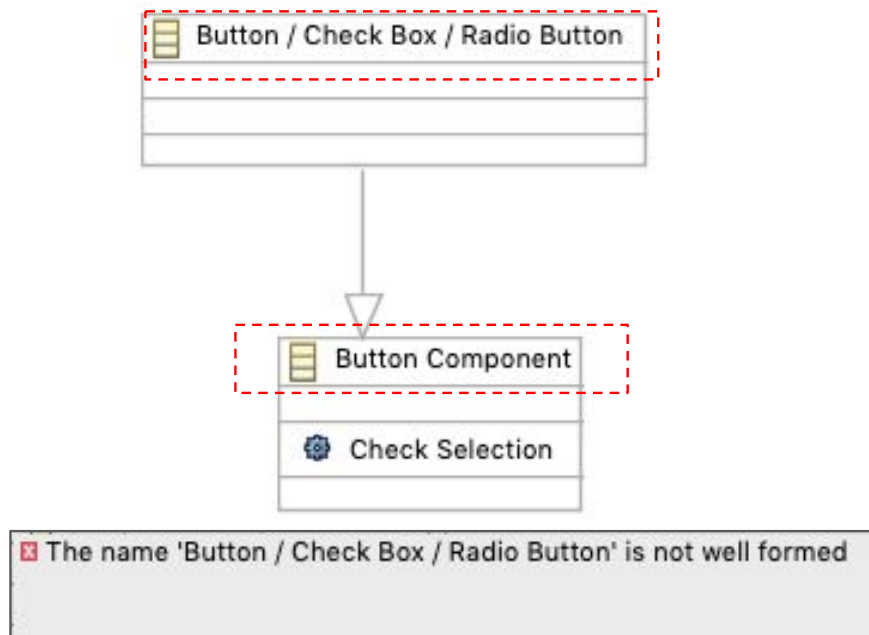 Button / Check Box / Radio Button
Button Component
Check Selection
The name 'Button / Check Box / Radio Button' is not well formed